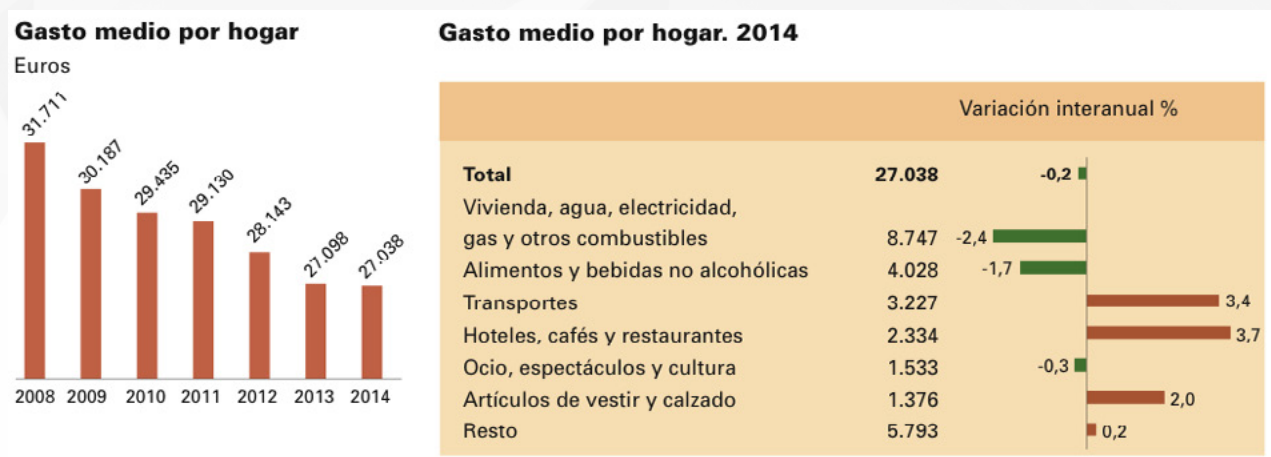 Gasto medio por hogar
Euros
31.711
30.187
29.435
29.130
28.143
27.098
27.038
2008 2009 2010 2011 2012 2013 2014
Gasto medio por hogar. 2014
Variación interanual %
Total 27.038 -0,2
Vivienda, agua, electricidad,
gas y otros combustibles 8.747 -2,4
Alimentos y bebidas no alcohólicas 4.028 -1,7
Transportes 3.227 3,4
Hoteles, cafés y restaurantes 2.334 3,7
Ocio, espectáculos y cultura 1.533 -0,3
Artículos de vestir y calzado 1.376 2,0
Resto 5.793 0,2